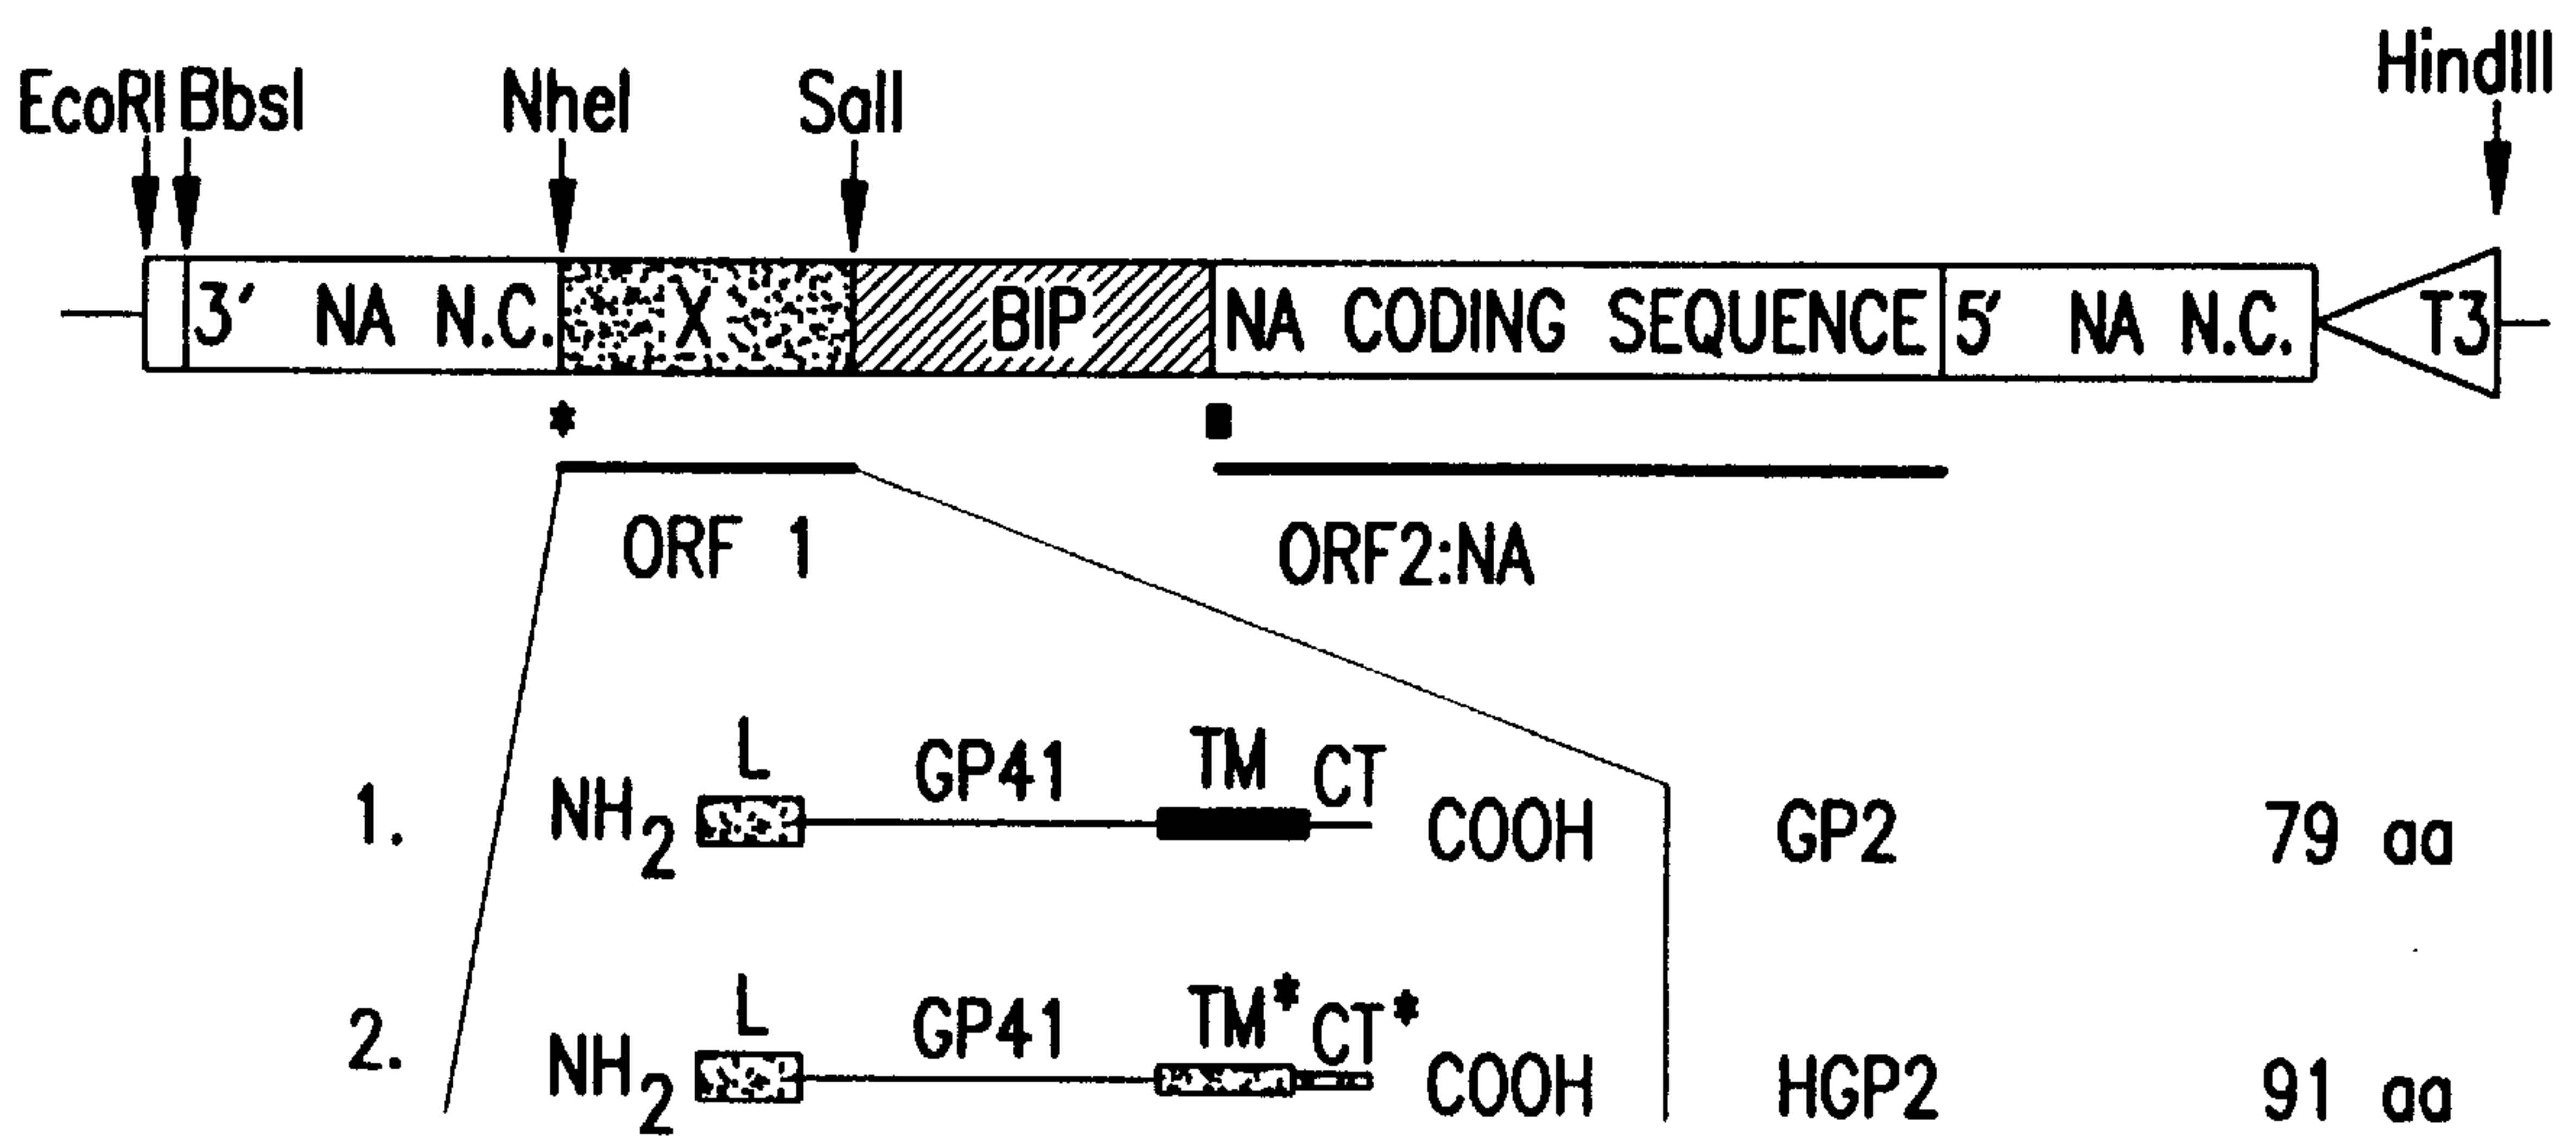 EcoRI BbsI NheI SalI HindIII
3' NA N.C. X BIP NA CODING SEQUENCE 5' NA N.C. T3
*
ORF 1 ORF2:NA
L GP41 TM CT
1. NH2 COOH GP2 79 aa
L GP41 TM* CT*
2. NH2 COOH HGP2 91 aa